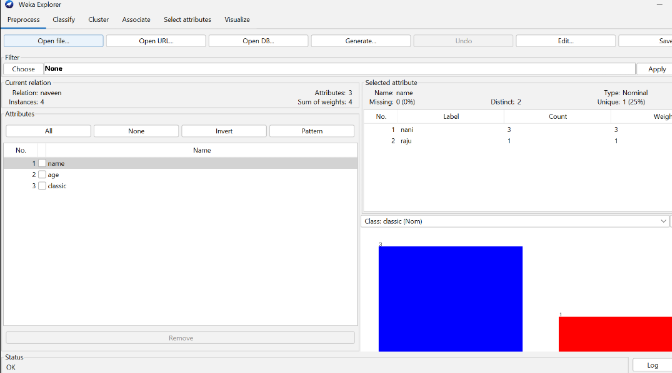 Weka Explorer
Preprocess Classify Cluster Associate Select attributes Visualize
Open file... Open URL... Open DB... Generate... Undo Edit... Save
Filter
Choose None Apply
Current relation
Relation: naveen Attributes: 3
Instances: 4 Sum of weights: 4
Selected attribute
Name: name Type: Nominal
Missing: 0 (0%) Distinct: 2 Unique: 1 (25%)
Attributes
All None Invert Pattern
No. Name
1 name
2 age
3 classic
Remove
No. Label Count Weigh
1 nani 3 3
2 raju 1 1
Class: classic (Nom)
3
1
Status
OK
Log